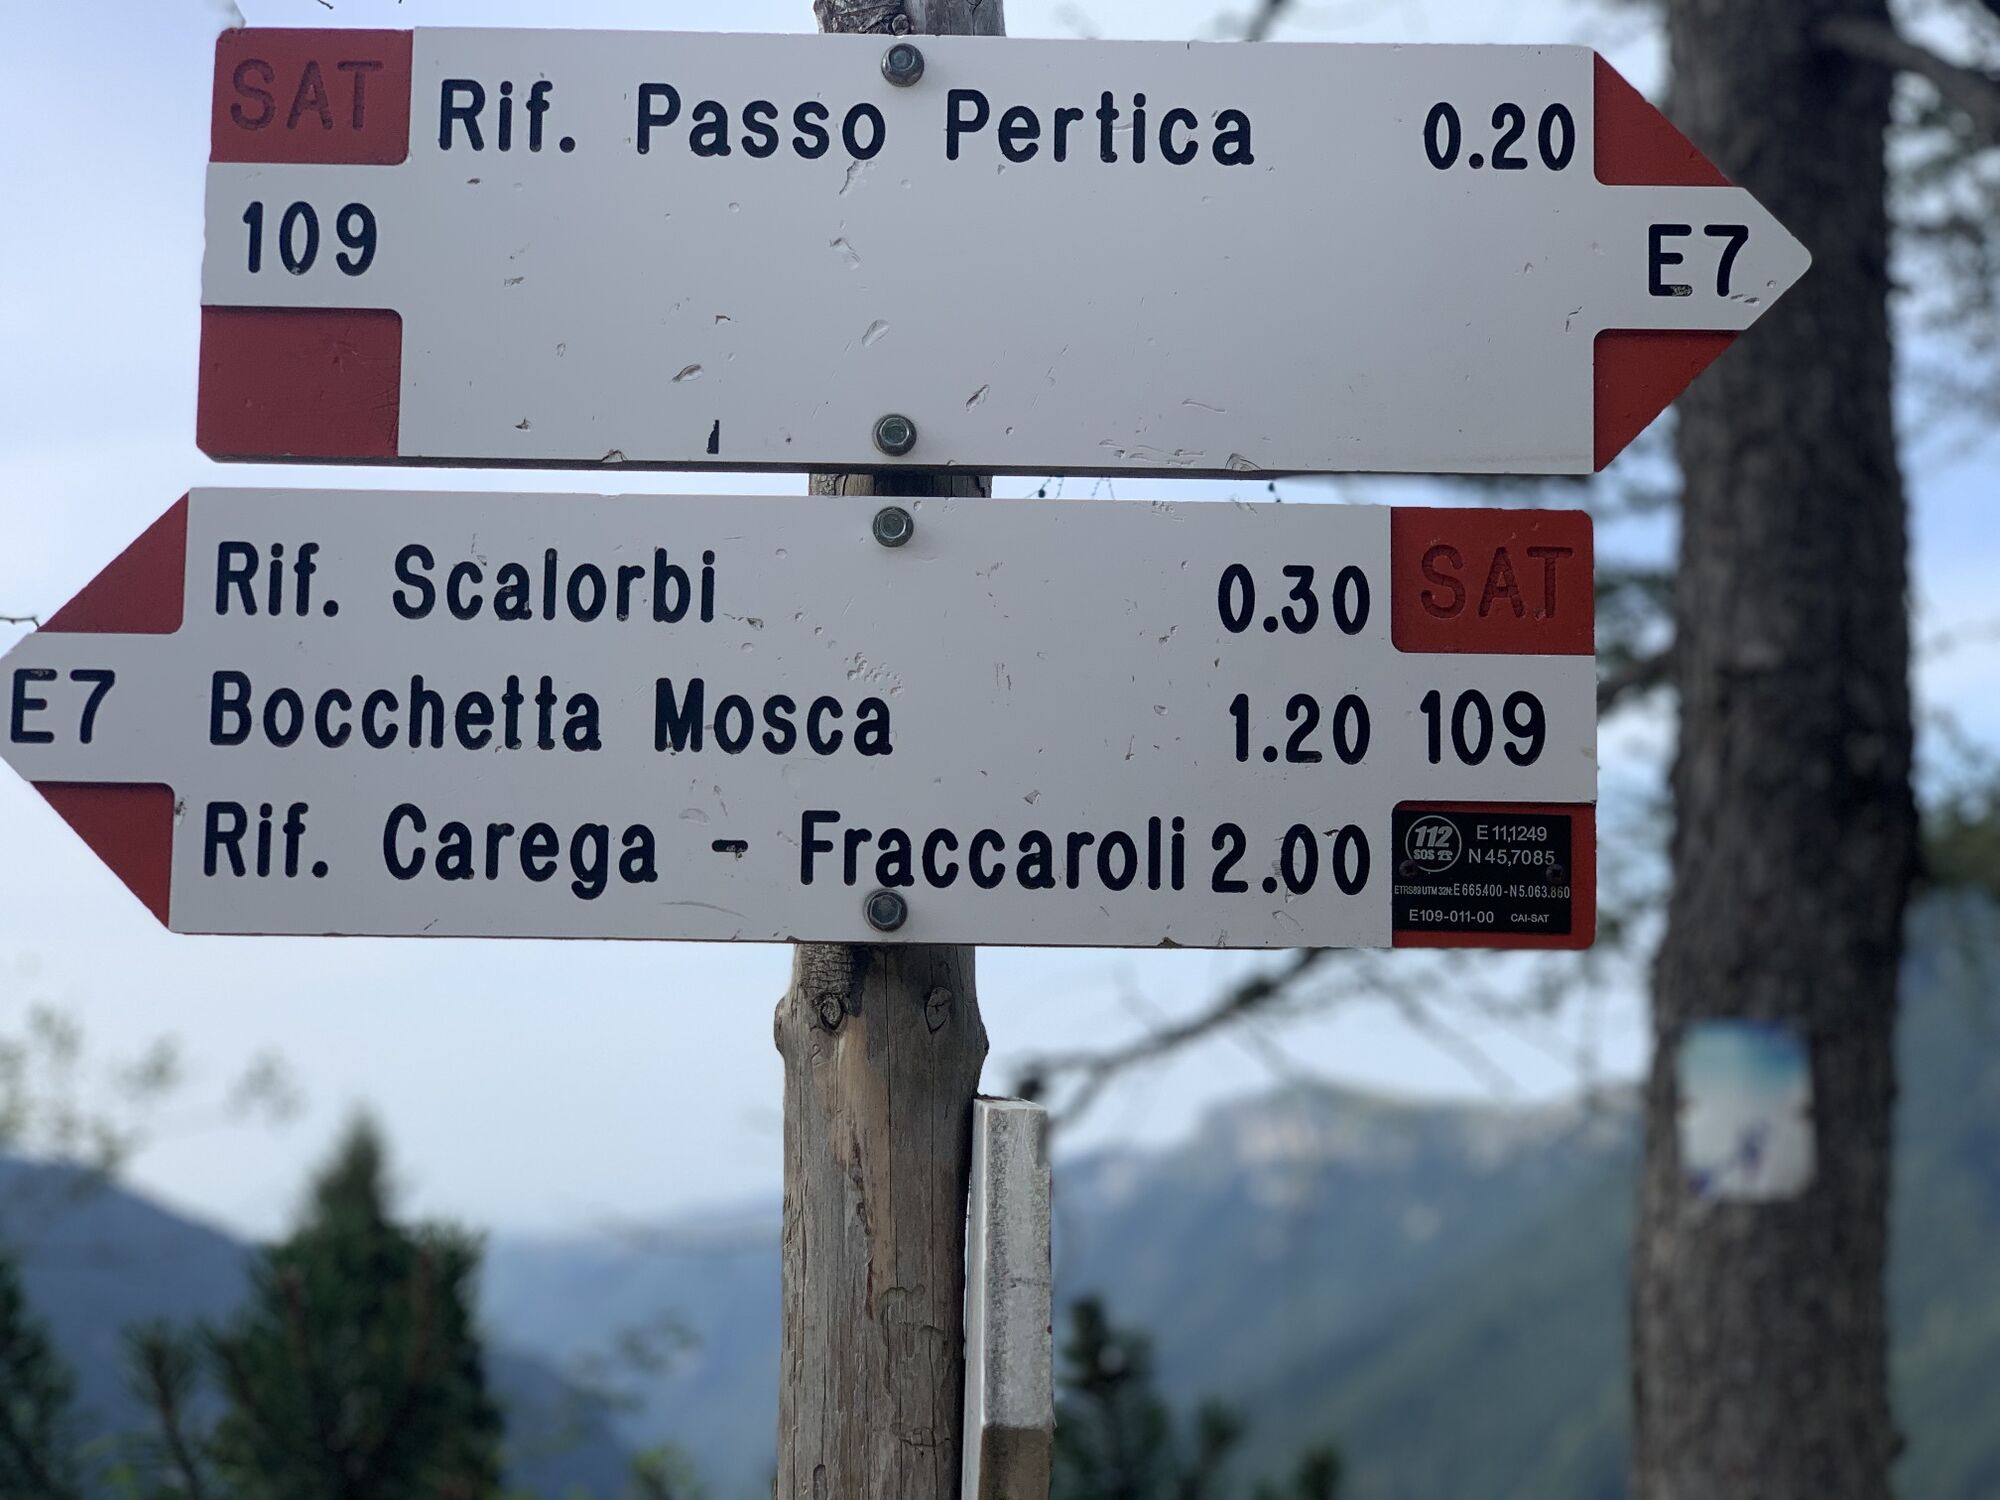 SAT Rif. Passo Pertica 0.20
109 E7
Rif. Scalorbi 0.30 SAT
E7 Bocchetta Mosca 1.20 109
Rif. Carega - Fraccaroli 2.00
112 E 11,1249
SOS ☎ N 45,7085
ETRS89 UTM 32N: E 665.400 - N 5.063.860
E109-011-00 CAI-SAT